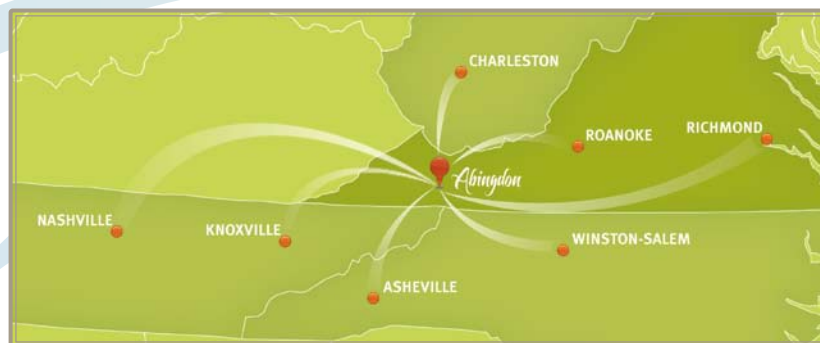 CHARLESTON
ROANOKE
RICHMOND
Abingdon
NASHVILLE
KNOXVILLE
WINSTON-SALEM
ASHEVILLE